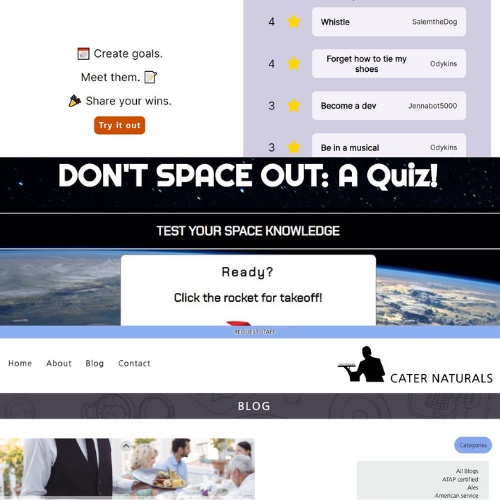 Create goals.
Meet them.
Share your wins.
Try it out
4 Whistle SalemtheDog
4 Forget how to tie my shoes Odykins
3 Become a dev Jennabot5000
3 Be in a musical Odykins
DON'T SPACE OUT: A Quiz!
TEST YOUR SPACE KNOWLEDGE
Ready?
Click the rocket for takeoff!
REQUEST STAFF
Home About Blog Contact
CATER NATURALS
BLOG
Categories
All Blogs
ATAP certified
Ales
American service